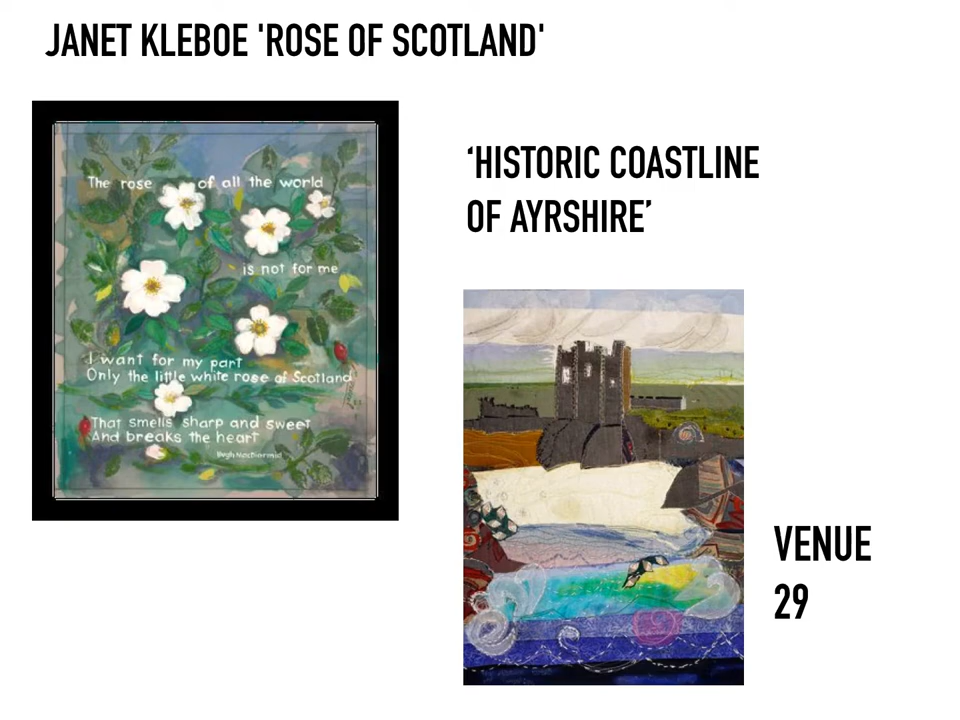 JANET KLEBOE 'ROSE OF SCOTLAND'
The rose of all the world
is not for me
I want for my part
Only the little white rose of Scotland
That smells sharp and sweet
And breaks the heart
Hugh MacDiarmid
‘HISTORIC COASTLINE
OF AYRSHIRE’
VENUE
29